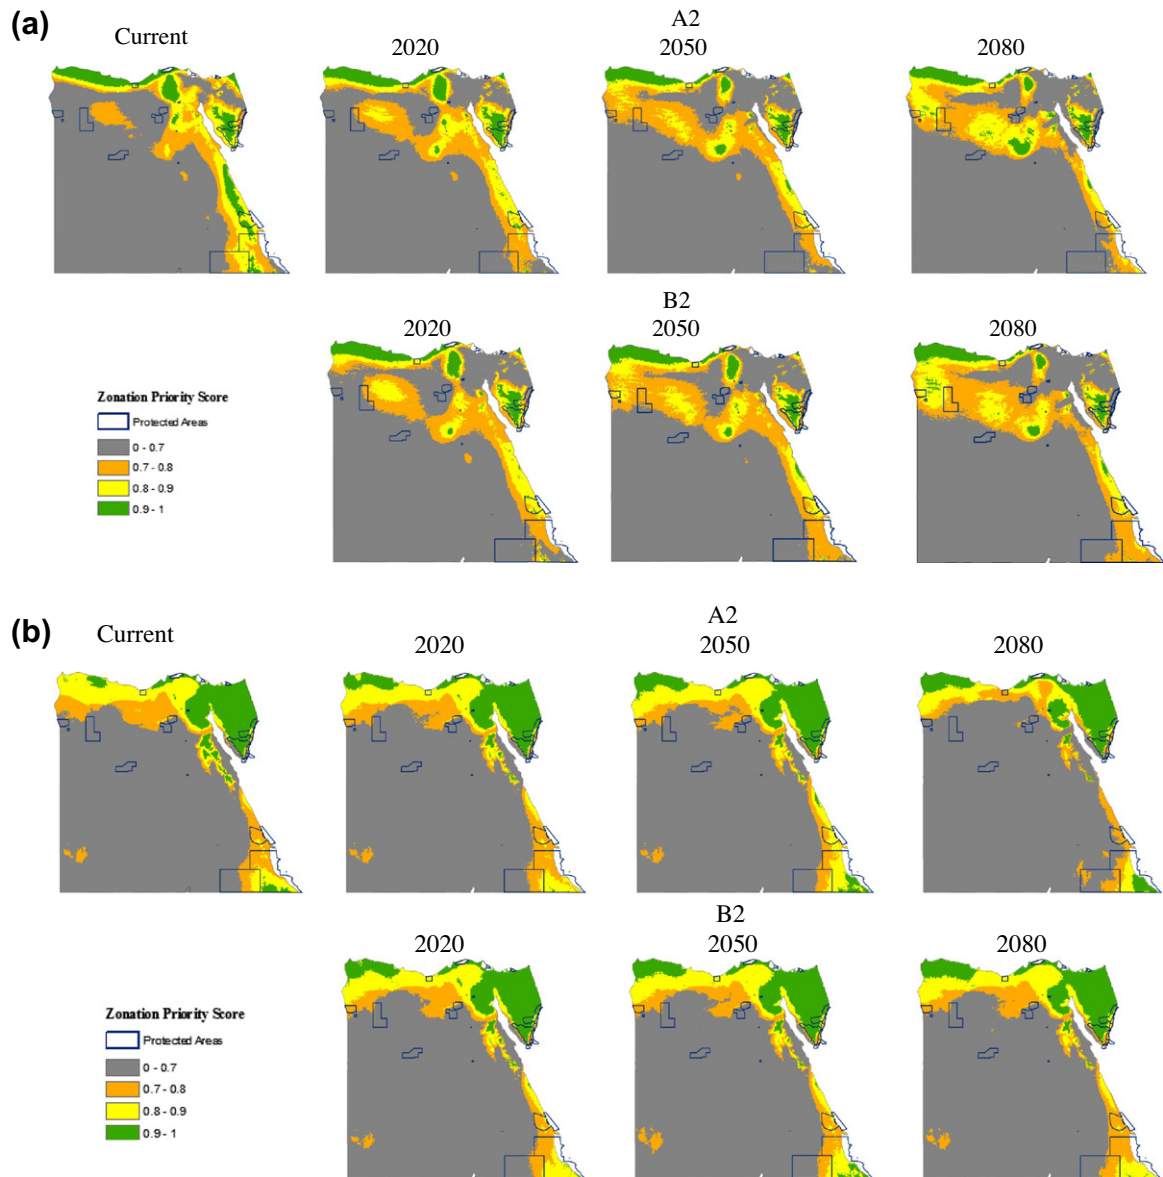 (a)
Current
A2
2020
2050
2080
B2
2020
2050
2080
Zonation Priority Score
Protected Areas
0 - 0.7
0.7 - 0.8
0.8 - 0.9
0.9 - 1
(b)
Current
A2
2020
2050
2080
B2
2020
2050
2080
Zonation Priority Score
Protected Areas
0 - 0.7
0.7 - 0.8
0.8 - 0.9
0.9 - 1